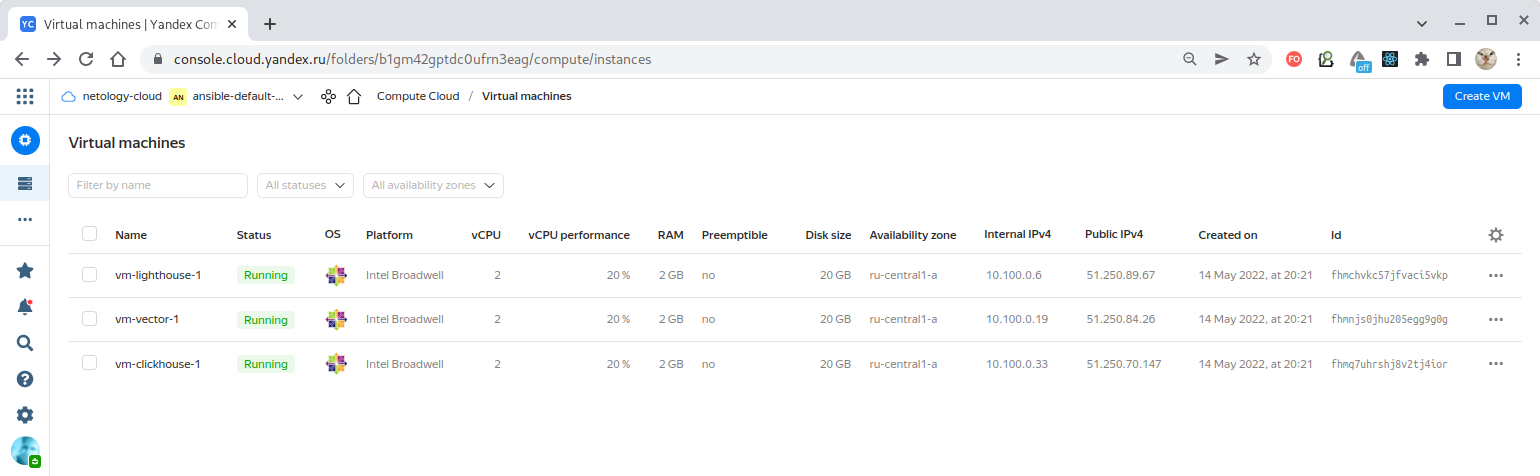 YC Virtual machines | Yandex Com
console.cloud.yandex.ru/folders/b1gm42gptdc0ufrn3eag/compute/instances
FO
off
netology-cloud AN ansible-default-... Compute Cloud / Virtual machines Create VM
Virtual machines
Filter by name All statuses All availability zones
Name Status OS Platform vCPU vCPU performance RAM Preemptible Disk size Availability zone Internal IPv4 Public IPv4 Created on Id
vm-lighthouse-1 Running Intel Broadwell 2 20 % 2 GB no 20 GB ru-central1-a 10.100.0.6 51.250.89.67 14 May 2022, at 20:21 fhmchvkc57jfvaci5vkp
vm-vector-1 Running Intel Broadwell 2 20 % 2 GB no 20 GB ru-central1-a 10.100.0.19 51.250.84.26 14 May 2022, at 20:21 fhmnjs0jhu205egg9g0g
vm-clickhouse-1 Running Intel Broadwell 2 20 % 2 GB no 20 GB ru-central1-a 10.100.0.33 51.250.70.147 14 May 2022, at 20:21 fhmq7uhrshj8v2tj4ior